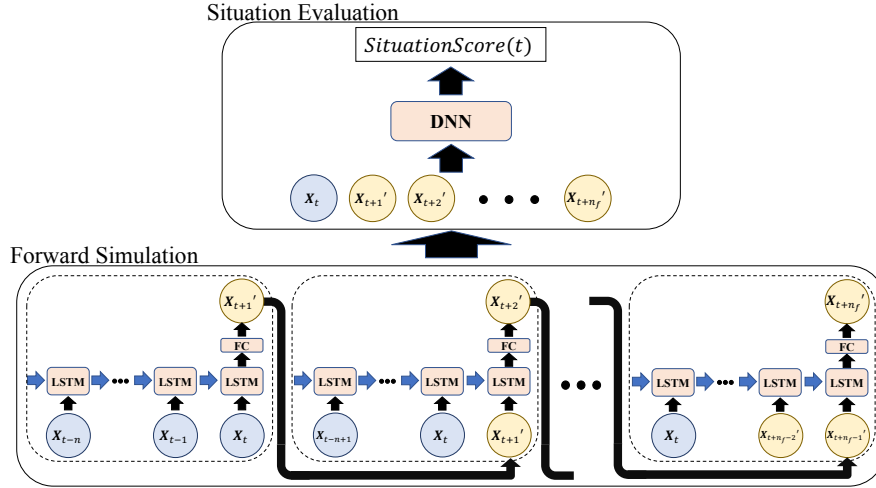 Situation Evaluation
SituationScore(t)
DNN
X_t X_{t+1}' X_{t+2}' • • • X_{t+n_f}'
Forward Simulation
X_{t+1}' X_{t+2}' X_{t+n_f}'
FC FC FC
LSTM ••• LSTM LSTM LSTM ••• LSTM LSTM ••• LSTM ••• LSTM LSTM
X_{t-n} X_{t-1} X_t X_{t-n+1} X_t X_{t+1}' X_t X_{t+n_f-2}' X_{t+n_f-1}'